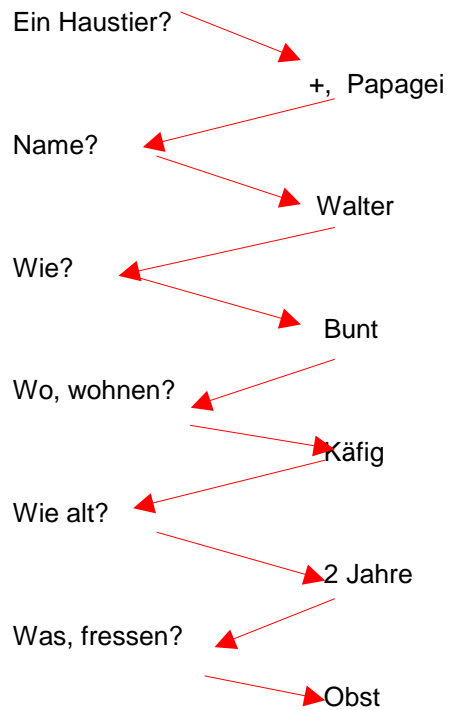 Ein Haustier?
+, Papagei
Name?
Walter
Wie?
Bunt
Wo, wohnen?
Käfig
Wie alt?
2 Jahre
Was, fressen?
Obst